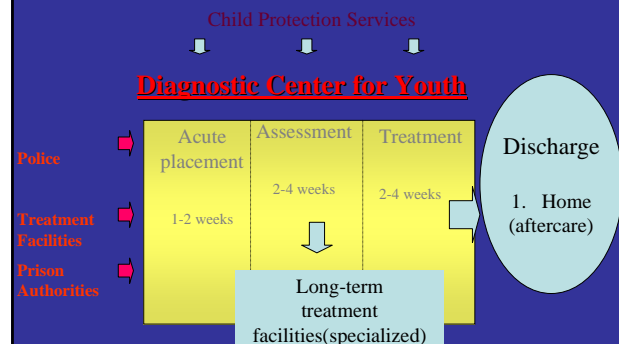 Child Protection Services
Diagnostic Center for Youth
Police
Treatment
Facilities
Prison
Authorities
Acute
placement
1-2 weeks
Assessment
2-4 weeks
Treatment
2-4 weeks
Long-term
treatment
facilities(specialized)
Discharge
1. Home
(aftercare)